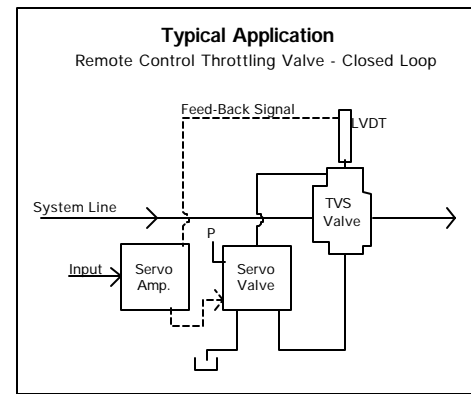 Typical Application
Remote Control Throttling Valve - Closed Loop
Feed-Back Signal
LVDT
System Line
TVS
Valve
P
Input
Servo
Amp.
Servo
Valve